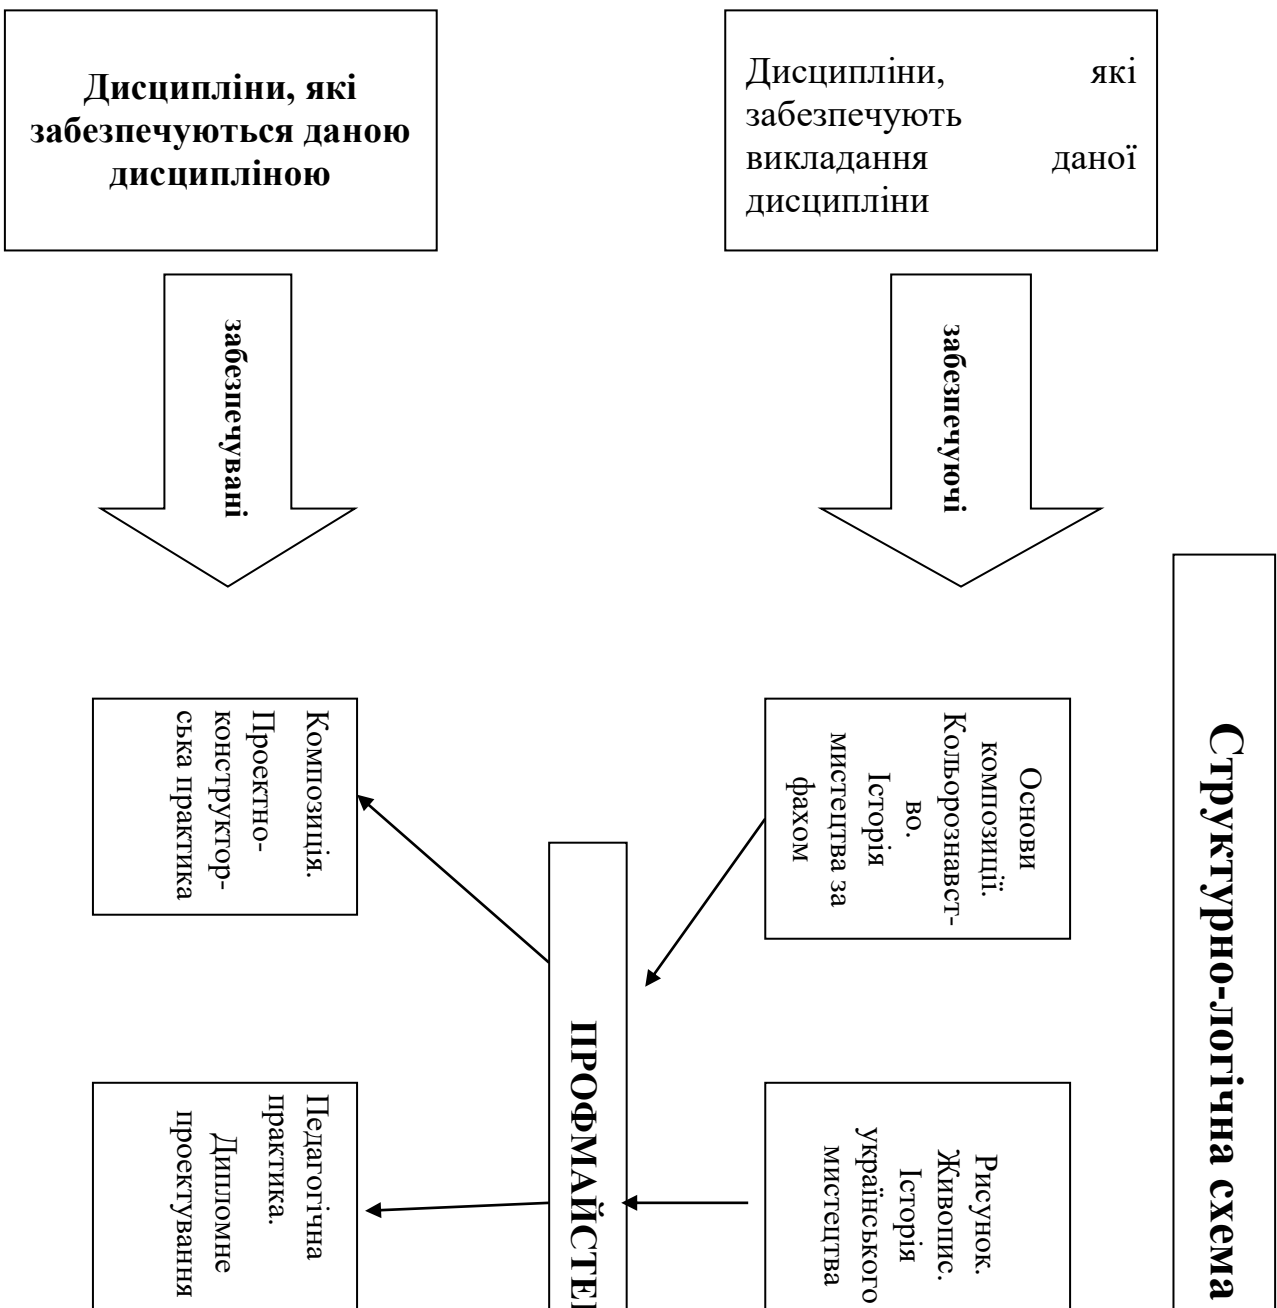 Дисципліни, які
забезпечуються даною
дисципліною
Дисципліни, які
забезпечують
викладання даної
дисципліни
забезпечувані
забезпечуючі
Структурно-логічна схема
Композиція.
Проектно-
конструктор-
ська практика
Основи
композиції.
Кольорознавст-
во.
Історія
мистецтва за
фахом
ПРОФМАЙСТЕ
Педагогічна
практика.
Дипломне
проектування
Рисунок.
Живопис.
Історія
українського
мистецтва